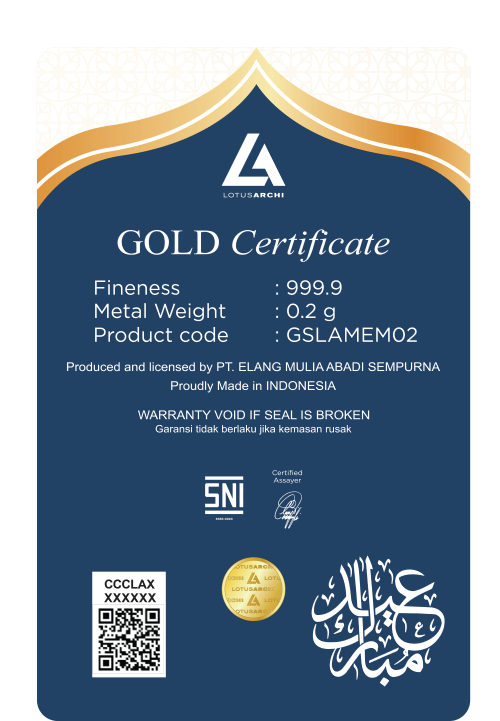 LOTUSARCHI
GOLD Certificate
Fineness : 999.9
Metal Weight : 0.2 g
Product code : GSLAMEM02
Produced and licensed by PT. ELANG MULIA ABADI SEMPURNA
Proudly Made in INDONESIA
WARRANTY VOID IF SEAL IS BROKEN
Garansi tidak berlaku jika kemasan rusak
Certified
Assayer
SNI
CCCLAX
XXXXXX
LOTUSARCHI
LOTUSARCHI
LOTUSARCHI
عيد
مبارك